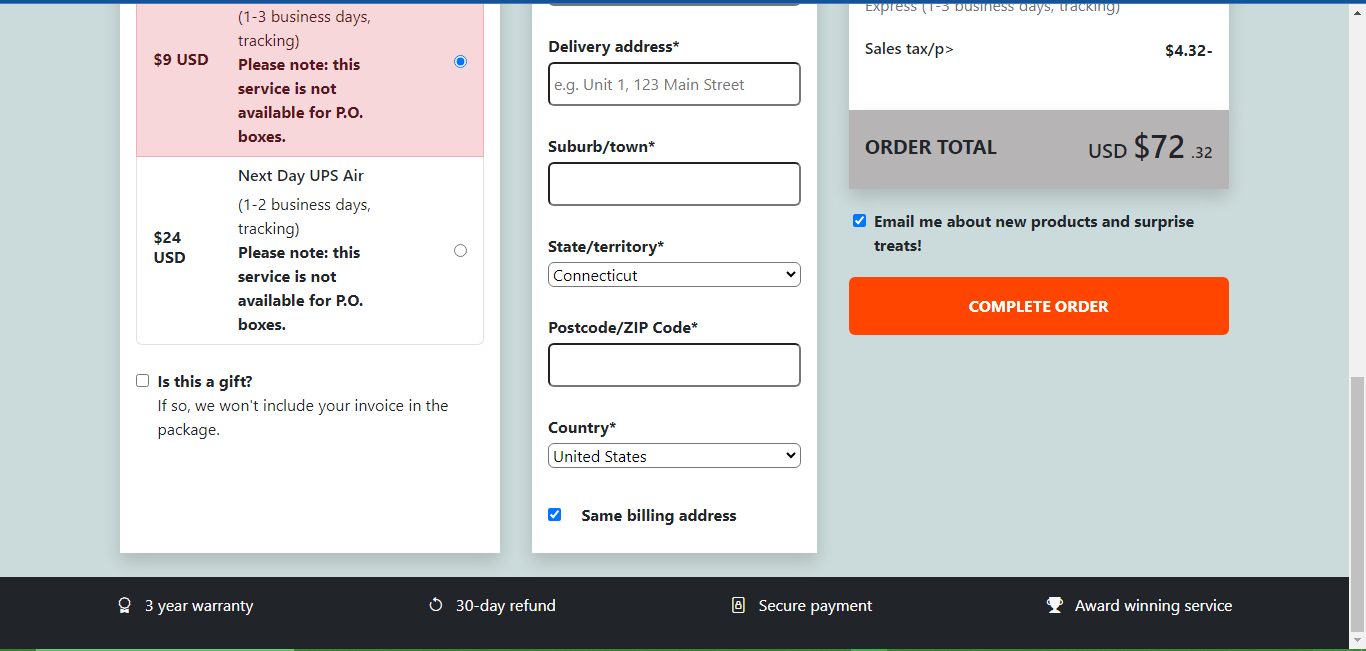 (1-3 business days,
tracking)
$9 USD
Please note: this
service is not
available for P.O.
boxes.
Next Day UPS Air
(1-2 business days,
tracking)
$24
USD
Please note: this
service is not
available for P.O.
boxes.
Is this a gift?
If so, we won't include your invoice in the
package.
Delivery address*
e.g. Unit 1, 123 Main Street
Suburb/town*
State/territory*
Connecticut
Postcode/ZIP Code*
Country*
United States
Same billing address
Express (1-3 business days, tracking)
Sales tax/p> $4.32-
ORDER TOTAL USD $72 .32
Email me about new products and surprise
treats!
COMPLETE ORDER
3 year warranty
30-day refund
Secure payment
Award winning service